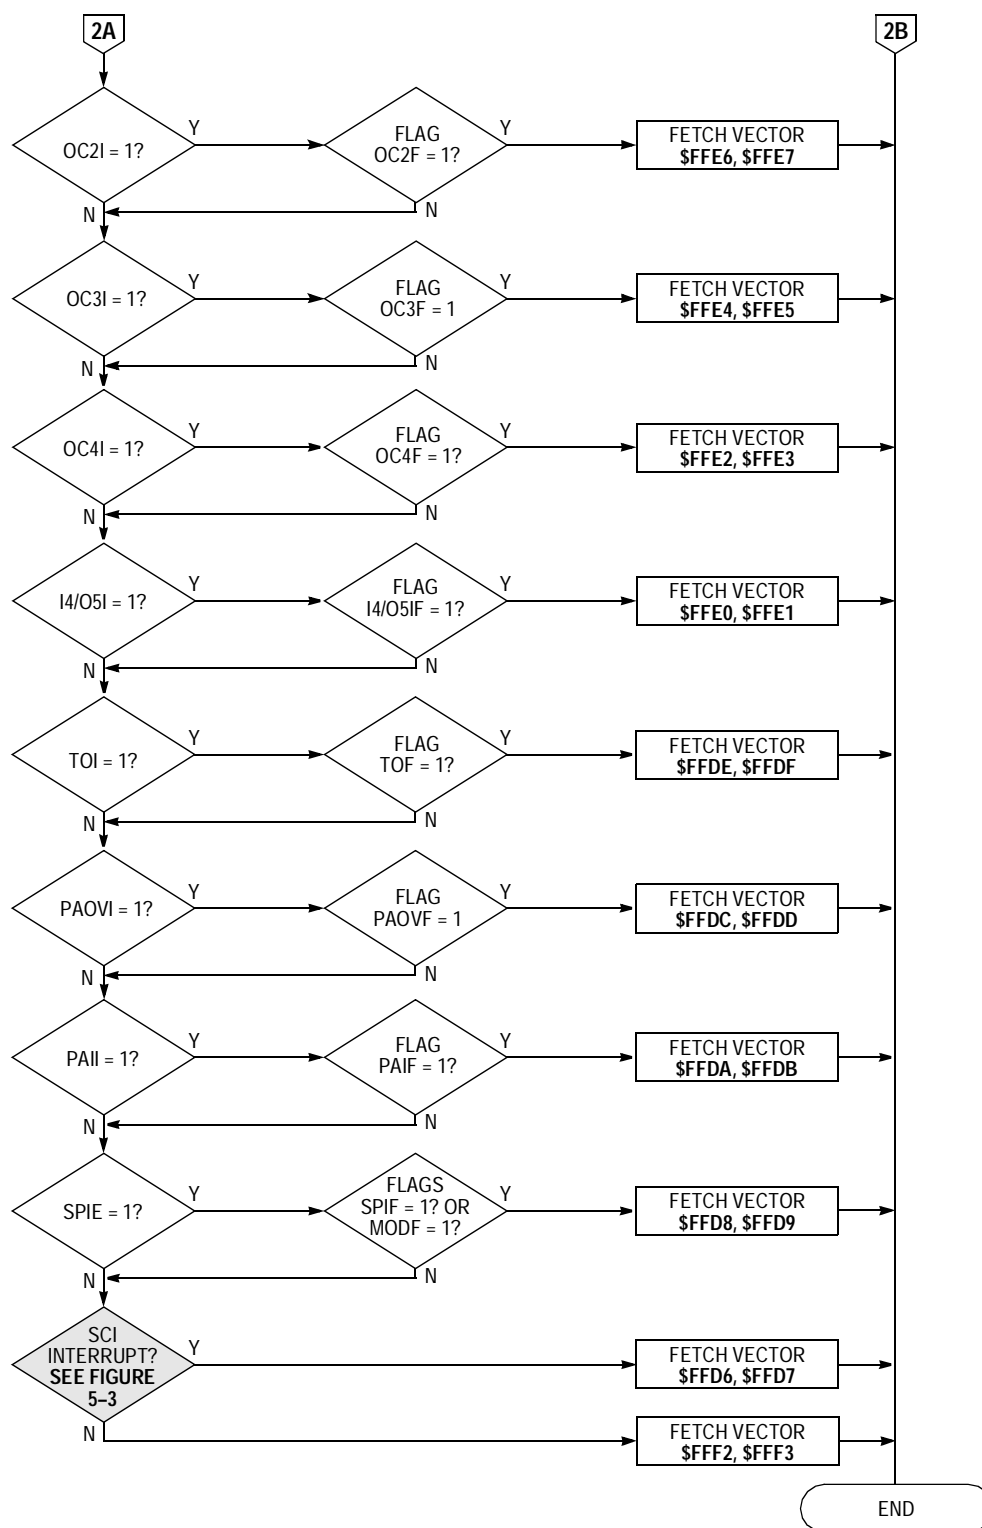 2A
2B
OC2I = 1?
Y
FLAG
OC2F = 1?
Y
FETCH VECTOR
$FFE6, $FFE7
N
N
OC3I = 1?
Y
FLAG
OC3F = 1
Y
FETCH VECTOR
$FFE4, $FFE5
N
N
OC4I = 1?
Y
FLAG
OC4F = 1?
Y
FETCH VECTOR
$FFE2, $FFE3
N
N
I4/O5I = 1?
Y
FLAG
I4/O5IF = 1?
Y
FETCH VECTOR
$FFE0, $FFE1
N
N
TOI = 1?
Y
FLAG
TOF = 1?
Y
FETCH VECTOR
$FFDE, $FFDF
N
N
PAOVI = 1?
Y
FLAG
PAOVF = 1
Y
FETCH VECTOR
$FFDC, $FFDD
N
N
PAII = 1?
Y
FLAG
PAIF = 1?
Y
FETCH VECTOR
$FFDA, $FFDB
N
N
SPIE = 1?
Y
FLAGS
SPIF = 1? OR
MODF = 1?
Y
FETCH VECTOR
$FFD8, $FFD9
N
N
SCI
INTERRUPT?
SEE FIGURE
5–3
Y
FETCH VECTOR
$FFD6, $FFD7
N
FETCH VECTOR
$FFF2, $FFF3
END